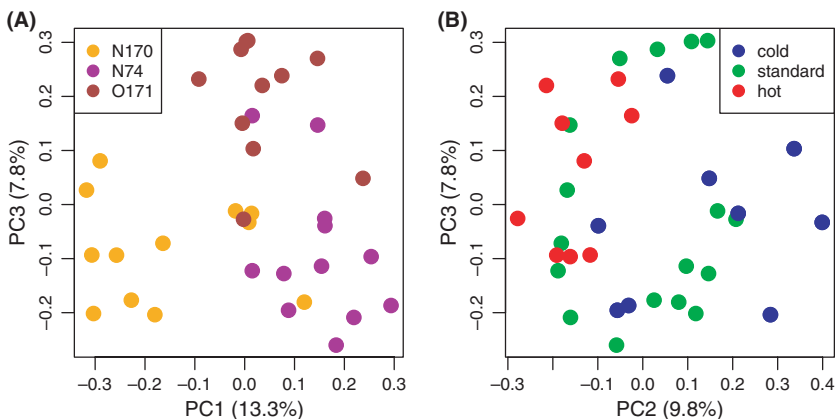 (A)
N170
N74
O171
PC3 (7.8%)
0.3
0.2
0.1
0.0
−0.1
−0.2
−0.3 −0.2 −0.1 0.0 0.1 0.2 0.3
PC1 (13.3%)
(B)
cold
standard
hot
PC3 (7.8%)
0.3
0.2
0.1
0.0
−0.1
−0.2
−0.3 −0.1 0.0 0.1 0.2 0.3 0.4
PC2 (9.8%)